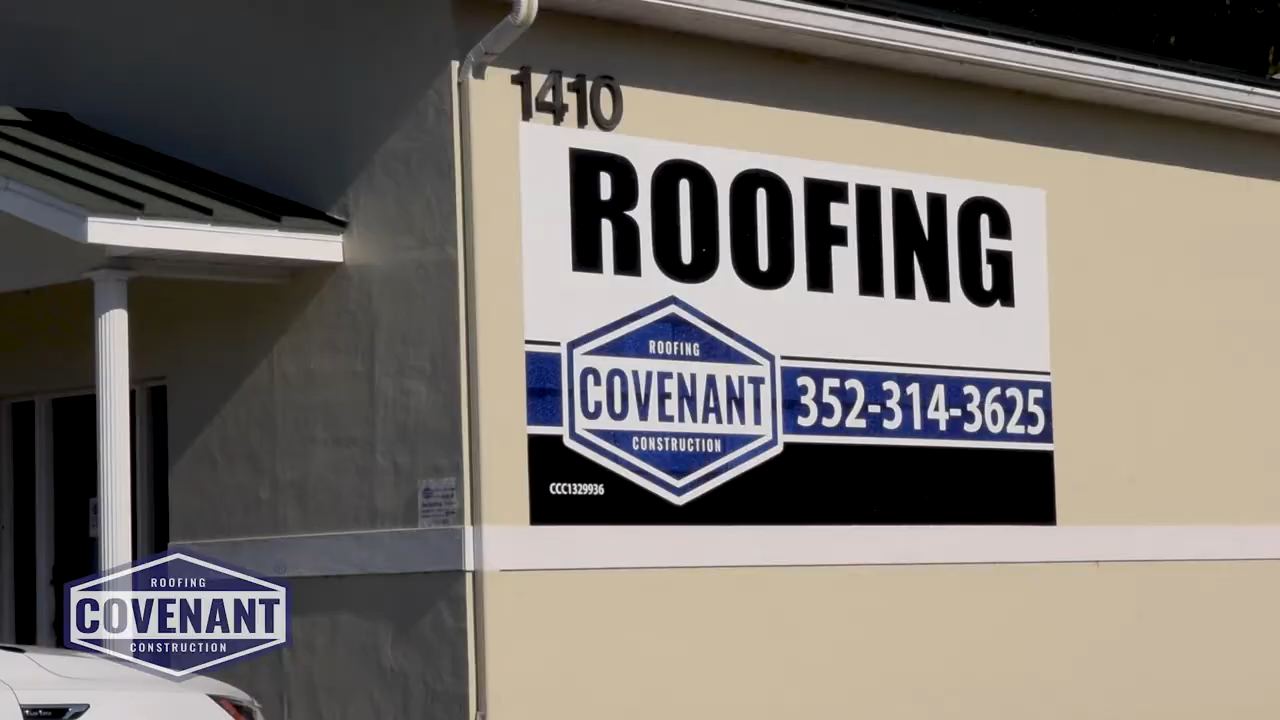 1410
ROOFING
ROOFING
COVENANT
CONSTRUCTION
352-314-3625
CCC1329936
ROOFING
COVENANT
CONSTRUCTION